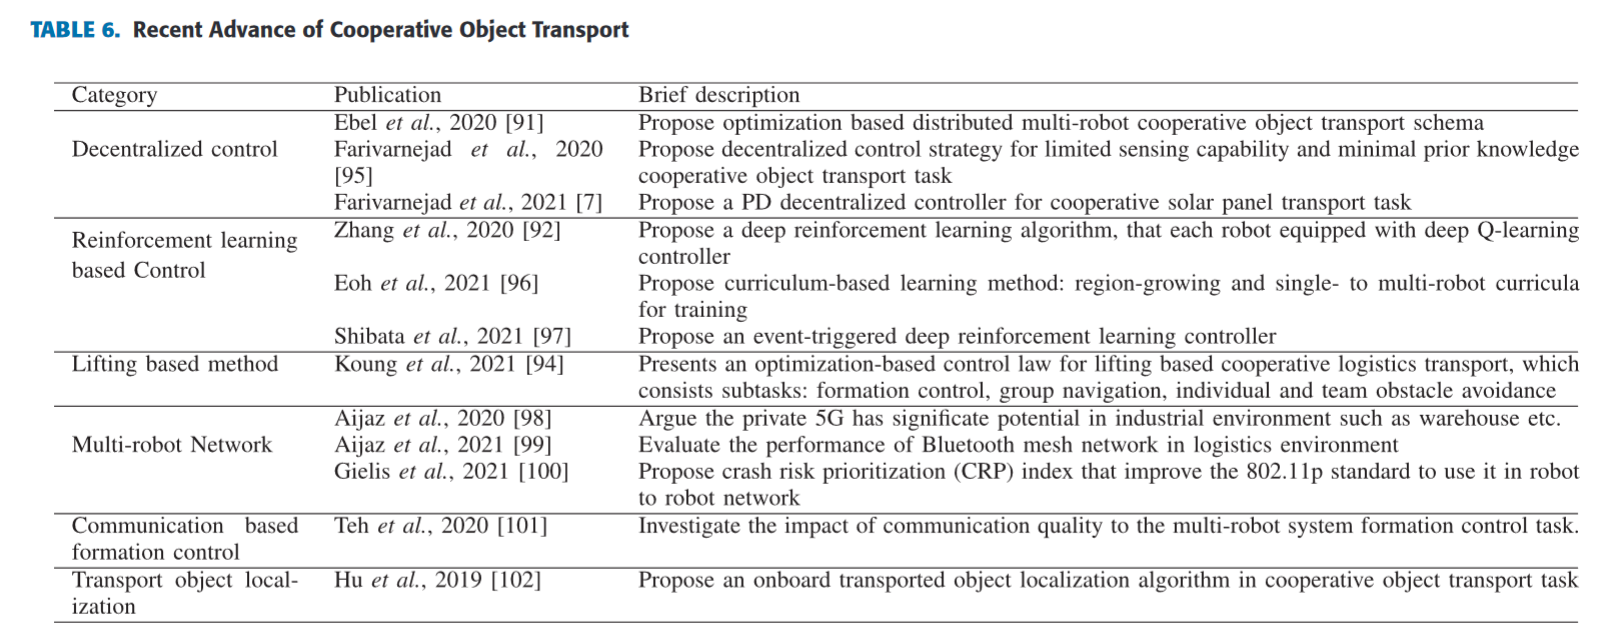 TABLE 6. Recent Advance of Cooperative Object Transport
Category Publication Brief description
Ebel et al., 2020 [91] Propose optimization based distributed multi-robot cooperative object transport schema
Decentralized control Farivarnejad et al., 2020 Propose decentralized control strategy for limited sensing capability and minimal prior knowledge
[95] cooperative object transport task
Farivarnejad et al., 2021 [7] Propose a PD decentralized controller for cooperative solar panel transport task
Reinforcement learning Zhang et al., 2020 [92] Propose a deep reinforcement learning algorithm, that each robot equipped with deep Q-learning
based Control controller
Eoh et al., 2021 [96] Propose curriculum-based learning method: region-growing and single- to multi-robot curricula
for training
Shibata et al., 2021 [97] Propose an event-triggered deep reinforcement learning controller
Lifting based method Koung et al., 2021 [94] Presents an optimization-based control law for lifting based cooperative logistics transport, which
consists subtasks: formation control, group navigation, individual and team obstacle avoidance
Aijaz et al., 2020 [98] Argue the private 5G has significate potential in industrial environment such as warehouse etc.
Multi-robot Network Aijaz et al., 2021 [99] Evaluate the performance of Bluetooth mesh network in logistics environment
Gielis et al., 2021 [100] Propose crash risk prioritization (CRP) index that improve the 802.11p standard to use it in robot
to robot network
Communication based Teh et al., 2020 [101] Investigate the impact of communication quality to the multi-robot system formation control task.
formation control
Transport object local- Hu et al., 2019 [102] Propose an onboard transported object localization algorithm in cooperative object transport task
ization